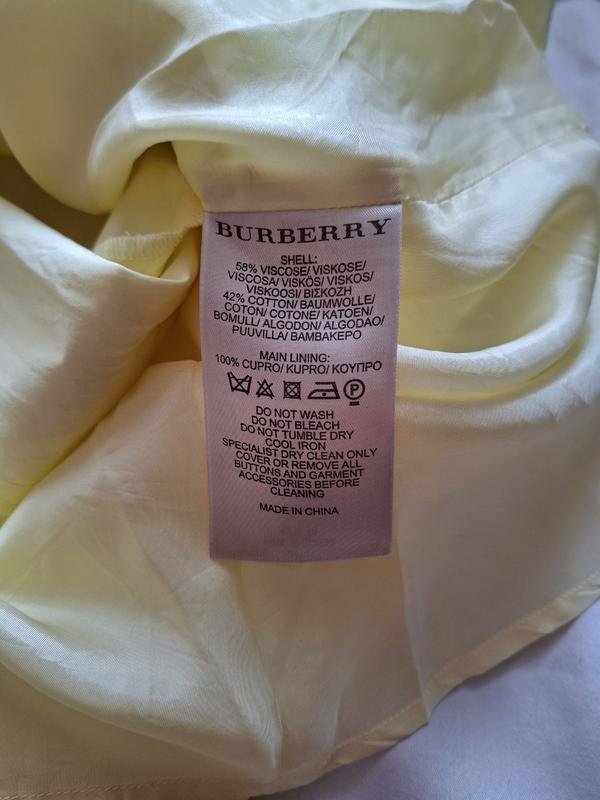 BURBERRY
SHELL:
58% VISCOSE/ VISKOSE/
VISCOSA/ VISKÓS/ VISKOS/
VISKOOSI/ ΒΙΣΚΟΖΗ
42% COTTON/ BAUMWOLLE/
COTON/ COTONE/ KATOEN/
BOMULL/ ALGODON/ ALGODÃO/
PUUVILLA/ ΒΑΜΒΑΚΕΡΟ
MAIN LINING:
100% CUPRO/ KUPRO/ ΚΟΥΠΡΟ
P
DO NOT WASH
DO NOT BLEACH
DO NOT TUMBLE DRY
COOL IRON
SPECIALIST DRY CLEAN ONLY
COVER OR REMOVE ALL
BUTTONS AND GARMENT
ACCESSORIES BEFORE
CLEANING
MADE IN CHINA